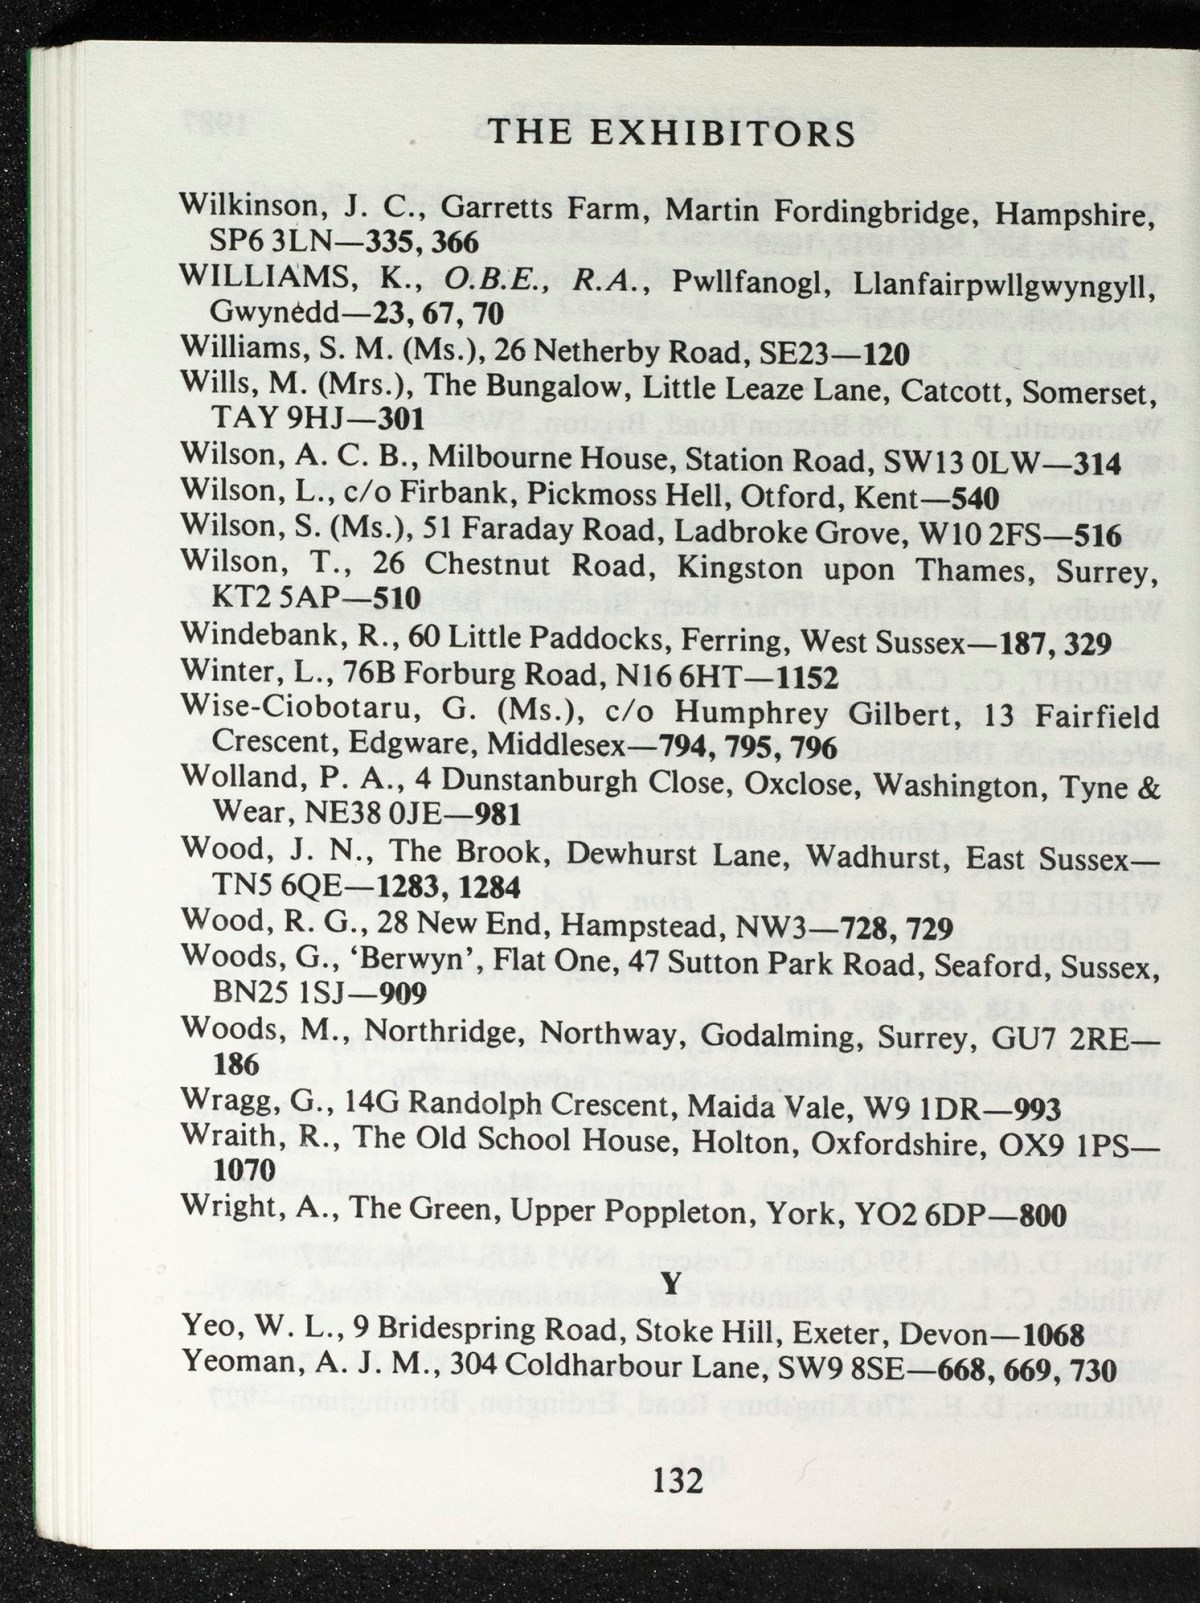 THE EXHIBITORS
Wilkinson, J. C., Garretts Farm, Martin Fordingbridge, Hampshire,
SP6 3LN—335, 366
WILLIAMS, K., O.B.E., R.A., Pwllfanogl, Llanfairpwllgwyngyll,
Gwynedd—23, 67, 70
Williams, S. M. (Ms.), 26 Netherby Road, SE23—120
Wills, M. (Mrs.), The Bungalow, Little Leaze Lane, Catcott, Somerset,
TAY 9HJ—301
Wilson, A. C. B., Milbourne House, Station Road, SW13 0LW—314
Wilson, L., c/o Firbank, Pickmoss Hell, Otford, Kent—540
Wilson, S. (Ms.), 51 Faraday Road, Ladbroke Grove, W10 2FS—516
Wilson, T., 26 Chestnut Road, Kingston upon Thames, Surrey,
KT2 5AP—510
Windebank, R., 60 Little Paddocks, Ferring, West Sussex—187, 329
Winter, L., 76B Forburg Road, N16 6HT—1152
Wise-Ciobotaru, G. (Ms.), c/o Humphrey Gilbert, 13 Fairfield
Crescent, Edgware, Middlesex—794, 795, 796
Wolland, P. A., 4 Dunstanburgh Close, Oxclose, Washington, Tyne &
Wear, NE38 0JE—981
Wood, J. N., The Brook, Dewhurst Lane, Wadhurst, East Sussex—
TN5 6QE—1283, 1284
Wood, R. G., 28 New End, Hampstead, NW3—728, 729
Woods, G., ‘Berwyn’, Flat One, 47 Sutton Park Road, Seaford, Sussex,
BN25 1SJ—909
Woods, M., Northridge, Northway, Godalming, Surrey, GU7 2RE—
186
Wragg, G., 14G Randolph Crescent, Maida Vale, W9 1DR—993
Wraith, R., The Old School House, Holton, Oxfordshire, OX9 1PS—
1070
Wright, A., The Green, Upper Poppleton, York, YO2 6DP—800
Y
Yeo, W. L., 9 Bridespring Road, Stoke Hill, Exeter, Devon—1068
Yeoman, A. J. M., 304 Coldharbour Lane, SW9 8SE—668, 669, 730
132